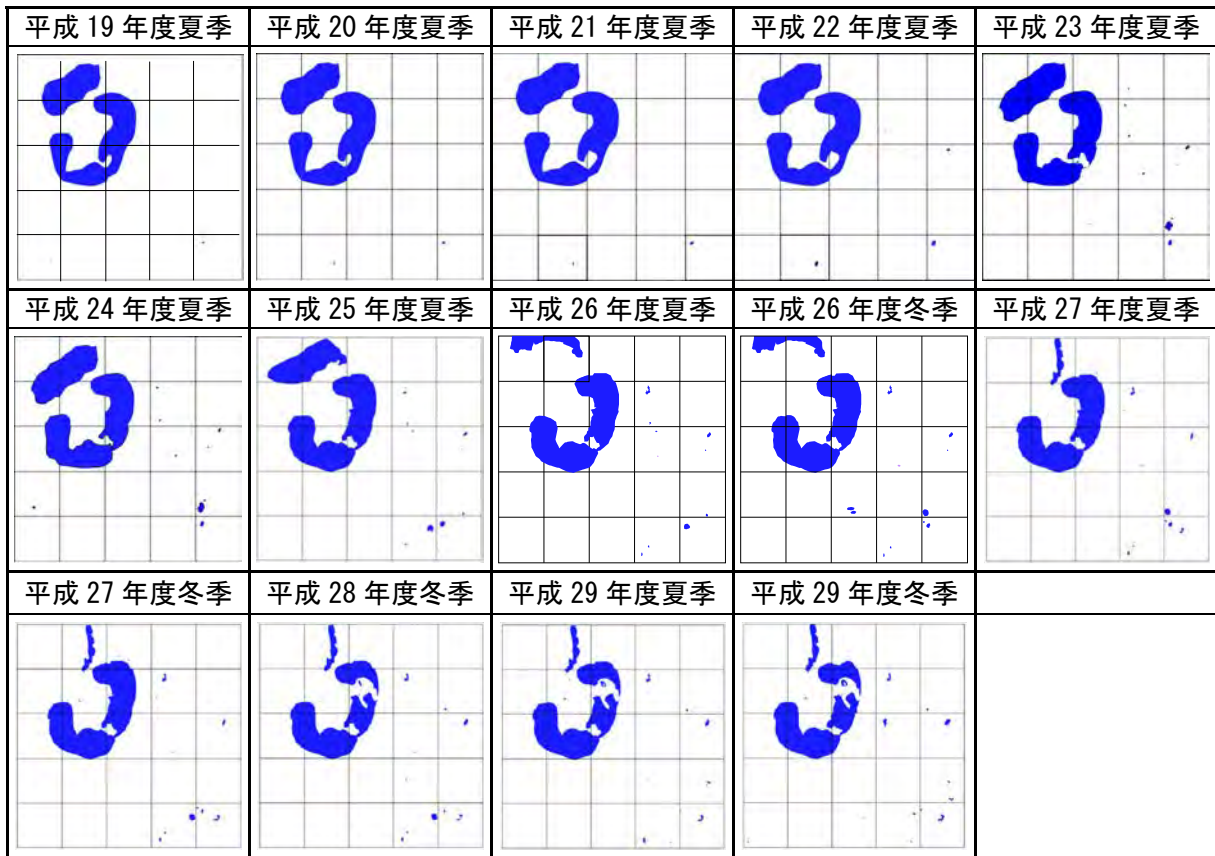 平成 19 年度夏季
平成 20 年度夏季
平成 21 年度夏季
平成 22 年度夏季
平成 23 年度夏季
平成 24 年度夏季
平成 25 年度夏季
平成 26 年度夏季
平成 26 年度冬季
平成 27 年度夏季
平成 27 年度冬季
平成 28 年度冬季
平成 29 年度夏季
平成 29 年度冬季